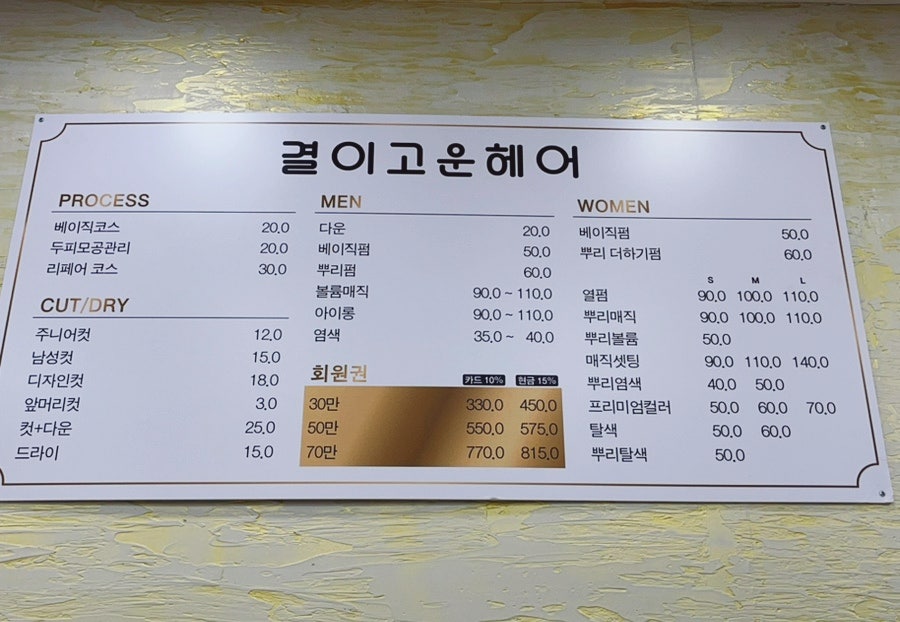 결이고운헤어
PROCESS
베이직코스 20.0
두피모공관리 20.0
리페어 코스 30.0
CUT/DRY
주니어컷 12.0
남성컷 15.0
디자인컷 18.0
앞머리컷 3.0
컷+다운 25.0
드라이 15.0
MEN
다운 20.0
베이직펌 50.0
뿌리펌 60.0
볼륨매직 90.0 ~ 110.0
아이롱 90.0 ~ 110.0
염색 35.0 ~ 40.0
회원권 카드 10% 현금 15%
30만 330.0 450.0
50만 550.0 575.0
70만 770.0 815.0
WOMEN
베이직펌 50.0
뿌리 더하기펌 60.0
S M L
열펌 90.0 100.0 110.0
뿌리매직 90.0 100.0 110.0
뿌리볼륨 50.0
매직셋팅 90.0 110.0 140.0
뿌리염색 40.0 50.0
프리미엄컬러 50.0 60.0 70.0
탈색 50.0 60.0
뿌리탈색 50.0